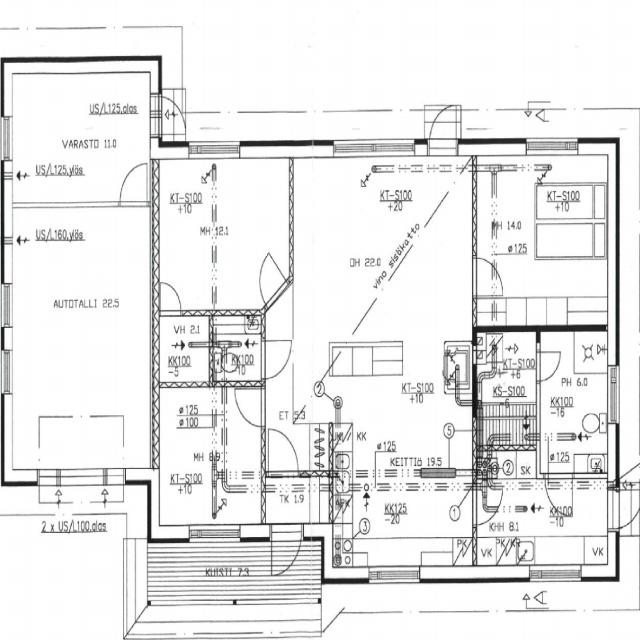 US/L125,alas
VARASTO 11.0
US/L125,ylös
US/L160,ylös
AUTOTALLI 22.5
2 x US/L100,alas
KT-S100
+10
MH 12.1
KT-S100
+20
OH 22.0
vino sisäkatto
KT-S100
+10
MH 14.0
ø125
VH 2.1
KK100
-5
KK100
-10
KT-S100
+10
KT-S100
+6
KS-S100
-6
PH 6.0
KK100
-16
ø125
ø 125
ø 100
MH 8.9
KT-S100
+10
ET 5.3
2
KK
ø125
5
KEITTIÖ 19.5
SK
2
TK 1.9
KK125
-20
1
3
KHH 8.1
KK100
-10
PK
PK/KR
VK
VK
KUISTI 7.3
A
A